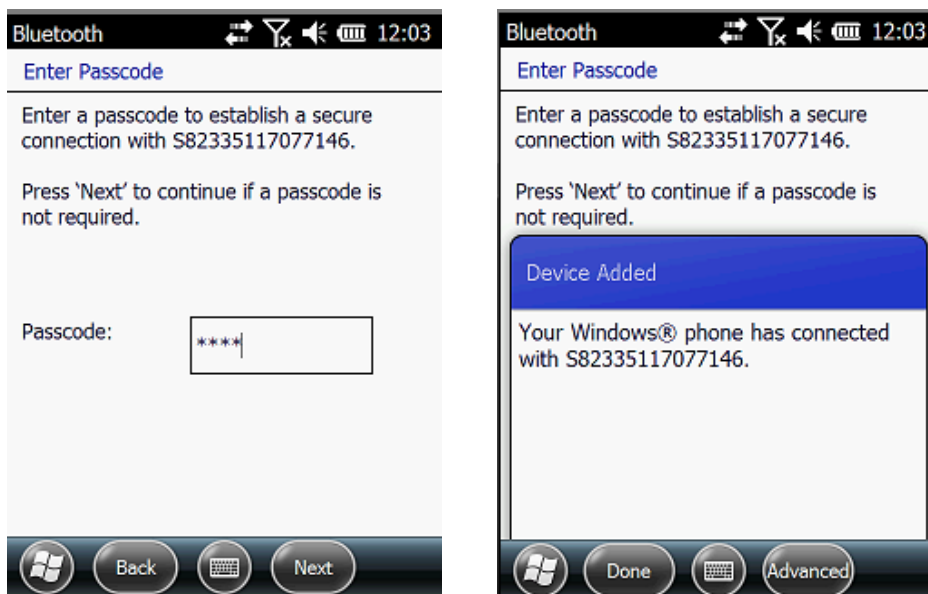 Bluetooth 12:03
Enter Passcode
Enter a passcode to establish a secure
connection with S82335117077146.
Press ‘Next’ to continue if a passcode is
not required.
Passcode:
****
Back
Next
Bluetooth 12:03
Enter Passcode
Enter a passcode to establish a secure
connection with S82335117077146.
Press ‘Next’ to continue if a passcode is
not required.
Device Added
Your Windows® phone has connected
with S82335117077146.
Done
Advanced